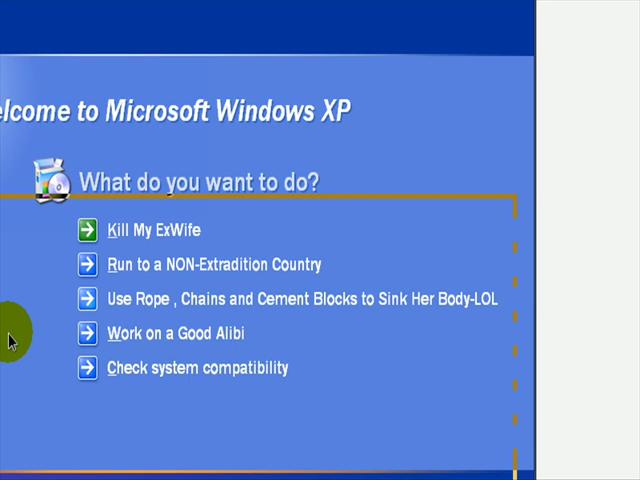 elcome to Microsoft Windows XP
What do you want to do?
Kill My ExWife
Run to a NON-Extradition Country
Use Rope , Chains and Cement Blocks to Sink Her Body-LOL
Work on a Good Alibi
Check system compatibility